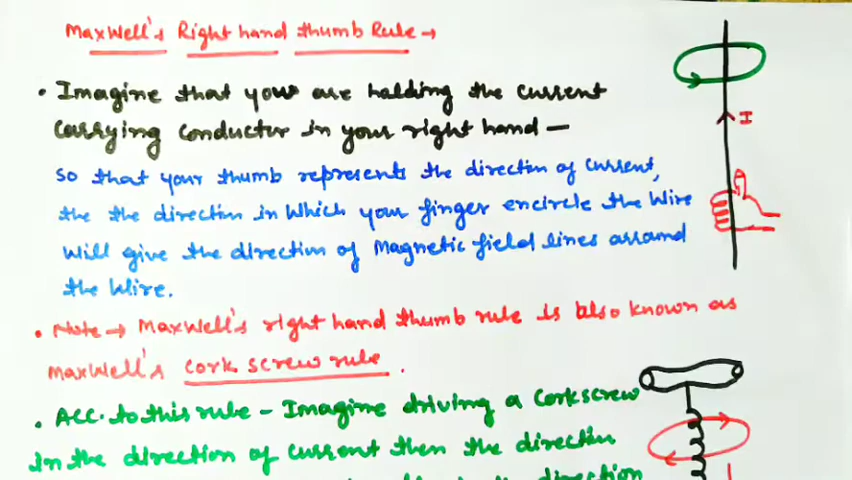 MaxWell's Right hand thumb Rule →
• Imagine that your are holding the current
carrying conductor in your right hand —
so that your thumb represents the direction of current,
the the direction in Which your finger encircle the Wire
will give the direction of Magnetic field lines arround
the Wire.
I
• Note → MaxWell's right hand thumb rule is also known as
MaxWell's cork screw rule.
• Acc. to this rule - Imagine driving a Corkscrew
In the direction of current then the direction
direction